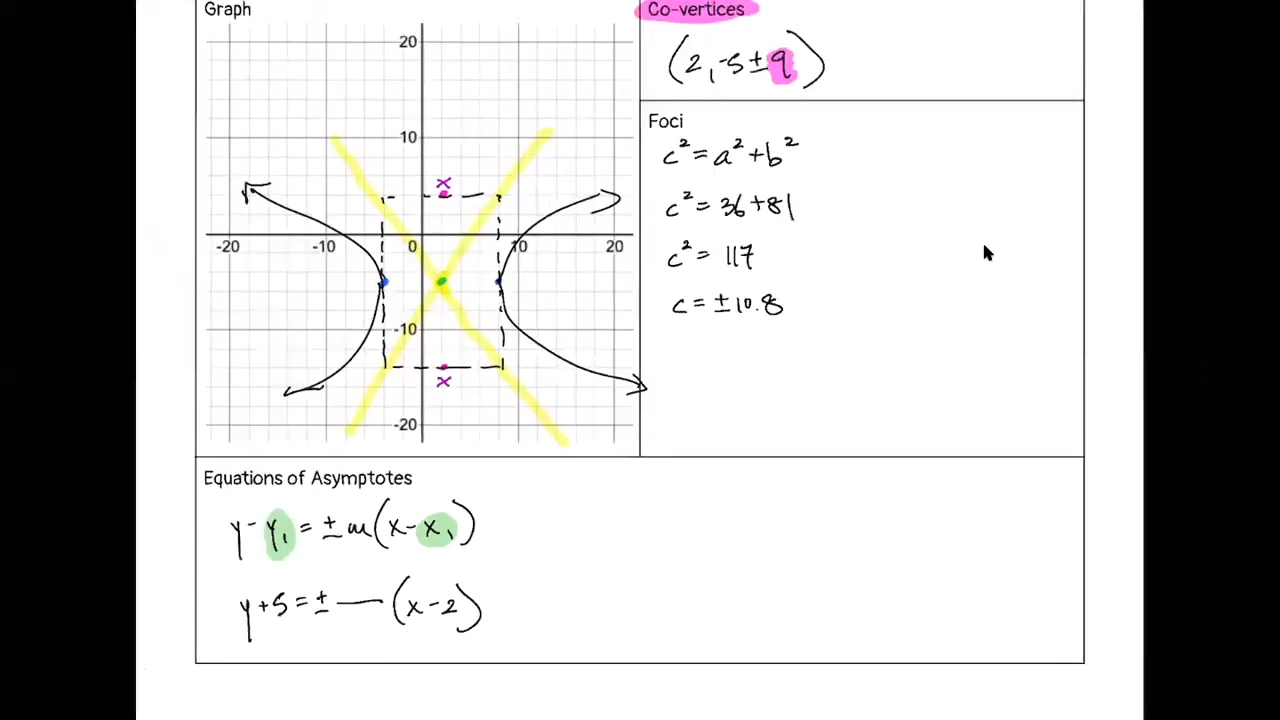 Graph
20
10
-20
-10
0
10
20
-10
-20
x
x
Co-vertices
(2, -5 ± 9)
Foci
c² = a² + b²
c² = 36 + 81
c² = 117
c = ± 10.8
Equations of Asymptotes
y - y₁ = ± m(x - x₁)
y + 5 = ± __ (x - 2)